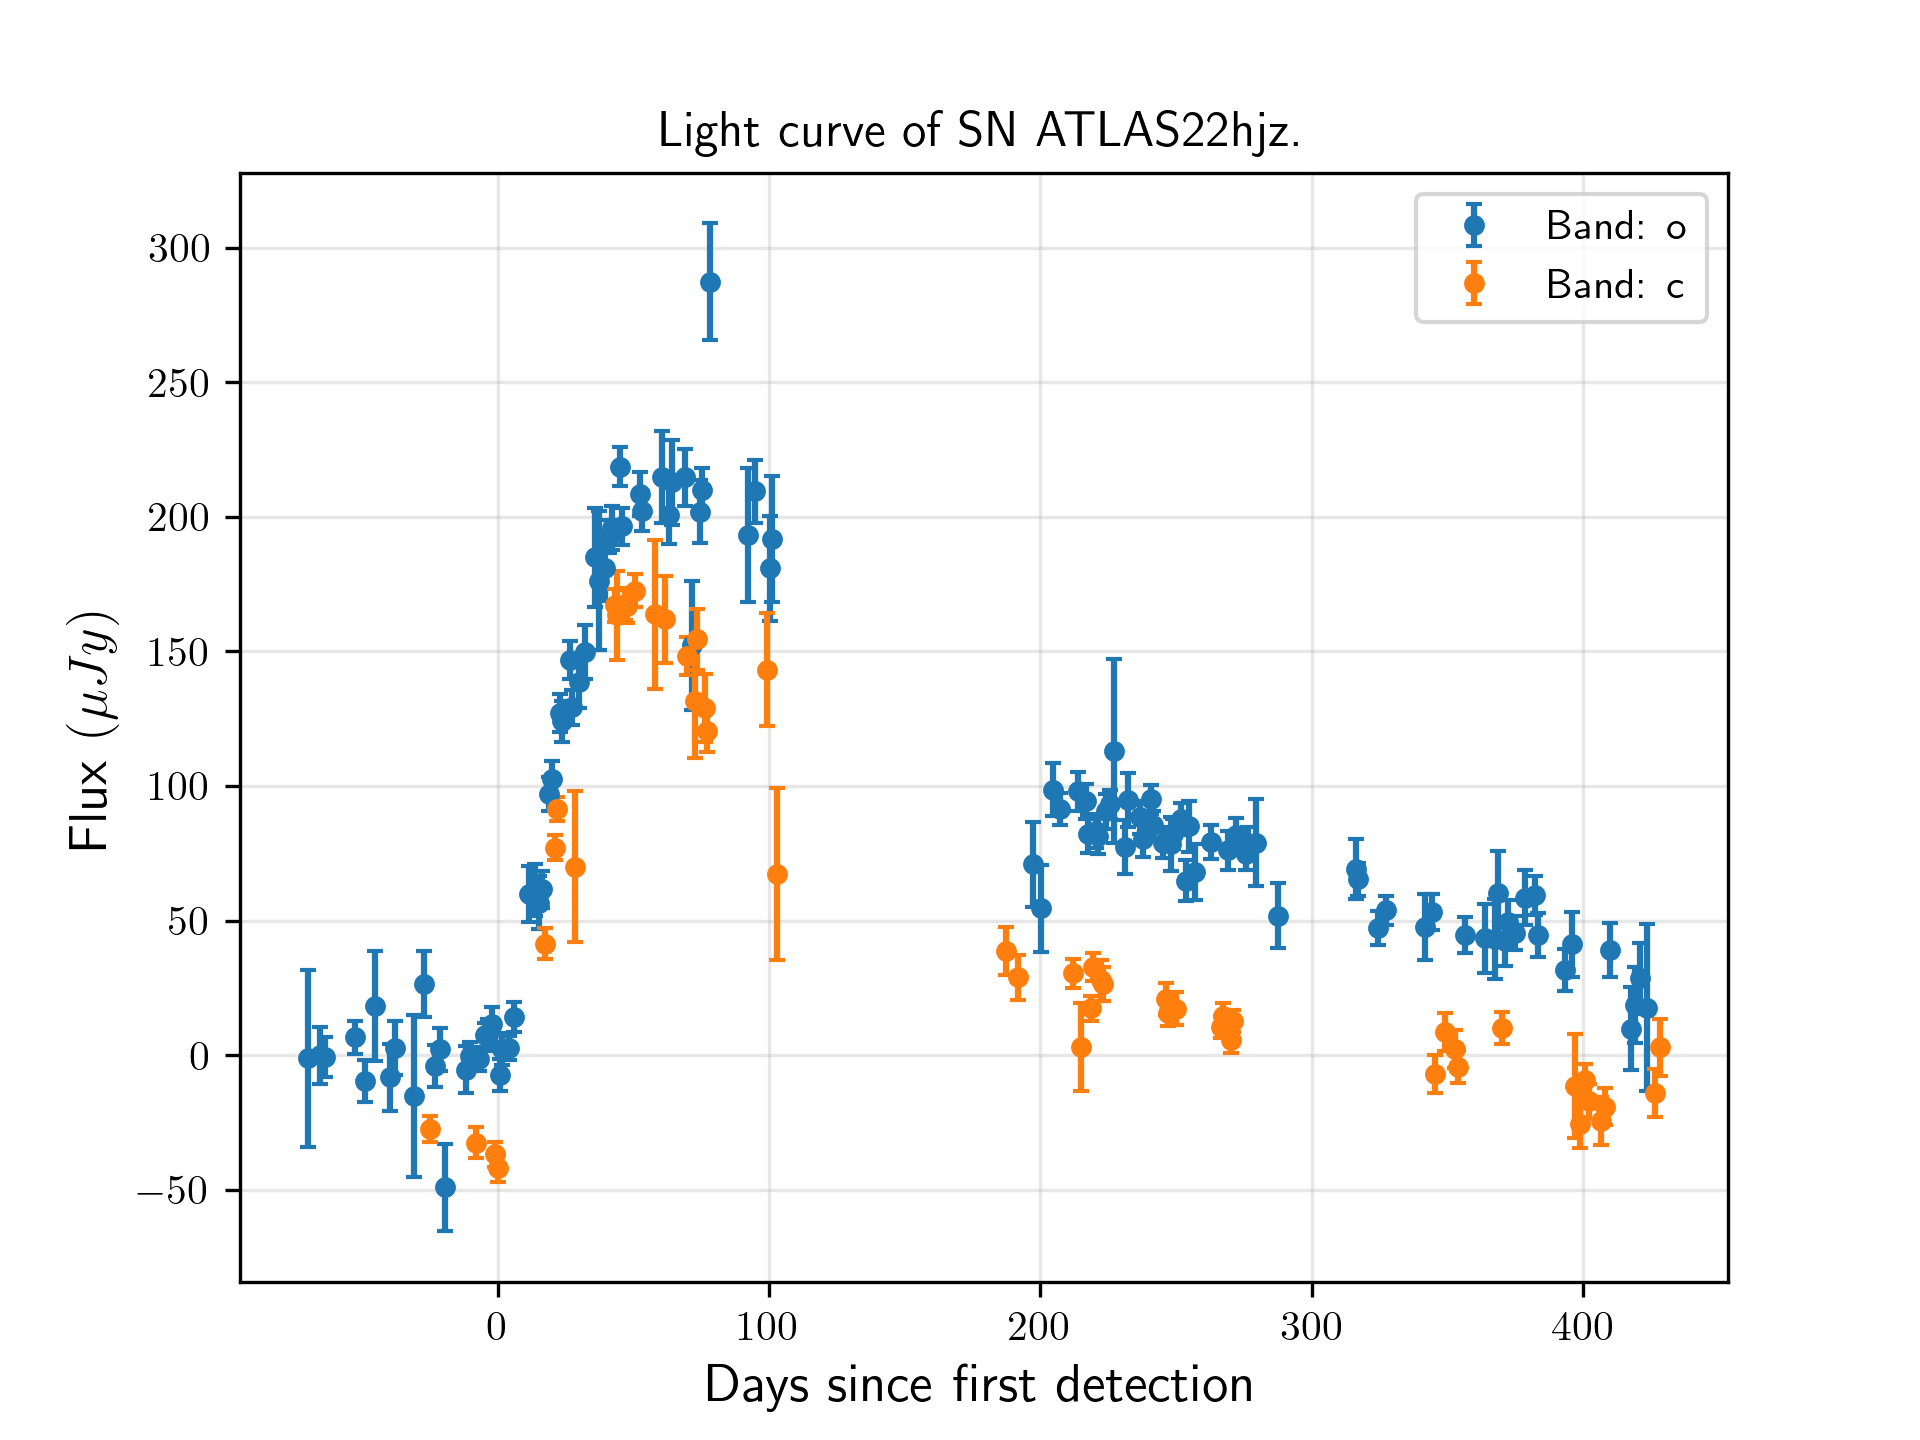 Light curve of SN ATLAS22hjz.
Band: o
Band: c
300
250
200
150
100
50
0
−50
Flux (μJy)
0 100 200 300 400
Days since first detection